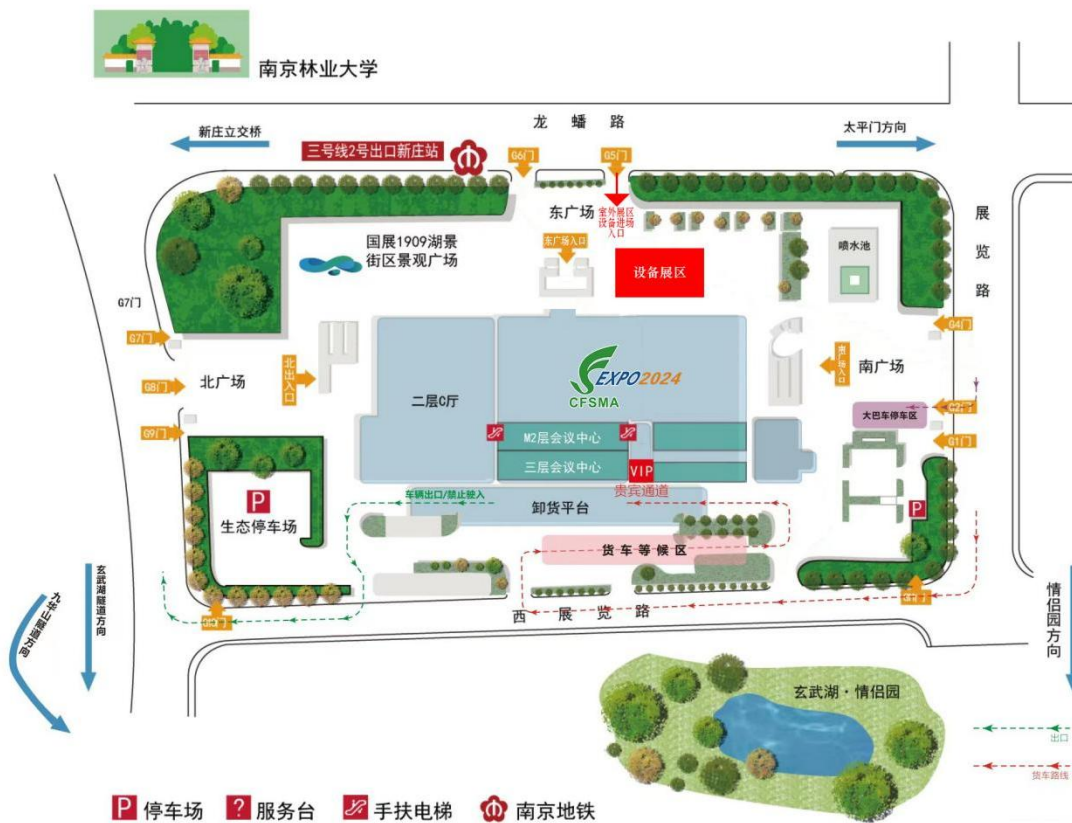 南京林业大学
龙蟠路
新庄立交桥
太平门方向
三号线2号出口新庄站
G6门
G5门
东广场
室外展区
设备进场
入口
展览路
国展1909湖景
街区景观广场
东广场入口
设备展区
喷水池
G7门
G7门
G4门
北广场
北出入口
G8门
南广场入口
南广场
EXPO2024
CFSMA
二层C厅
大巴车停车区
G9门
M2层会议中心
G1门
三层会议中心
VIP
贵宾通道
P
生态停车场
车辆出口/禁止驶入
卸货平台
P
货车等候区
西展览路
玄武湖隧道方向
九华山隧道方向
情侣园方向
玄武湖·情侣园
出口
货车路线
P 停车场
? 服务台
手扶电梯
南京地铁